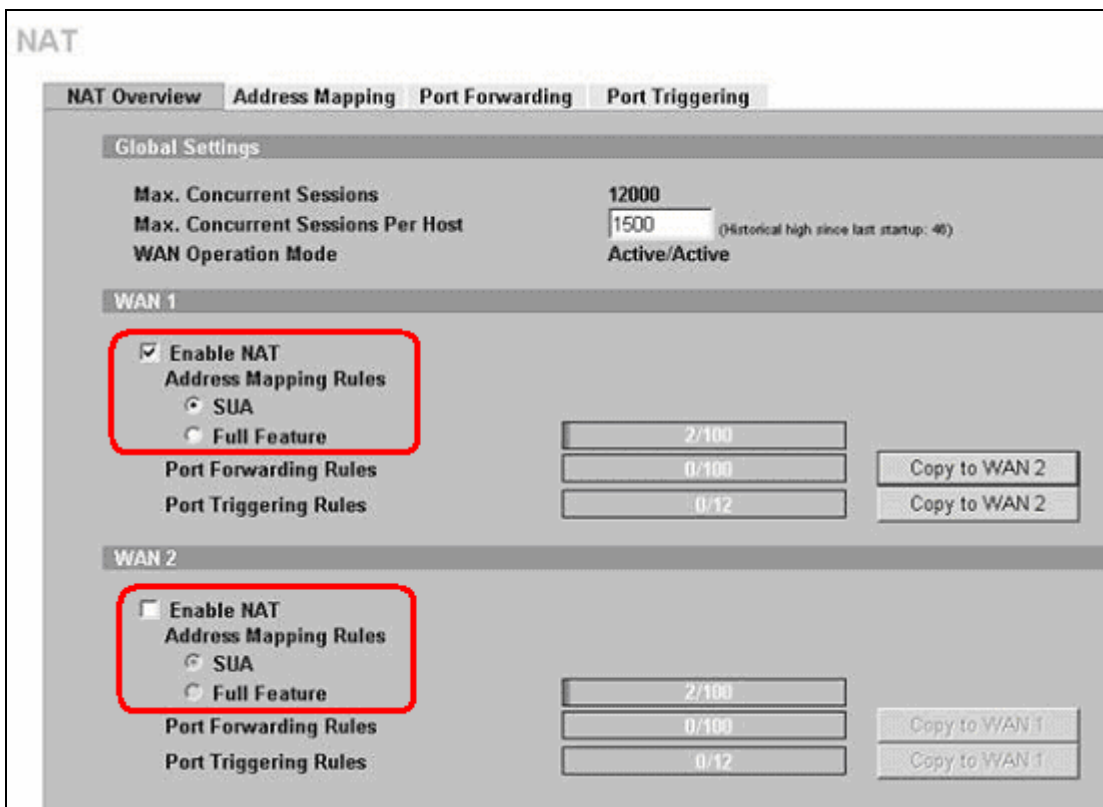 NAT
NAT Overview Address Mapping Port Forwarding Port Triggering
Global Settings
Max. Concurrent Sessions 12000
Max. Concurrent Sessions Per Host 1500 (Historical high since last startup: 46)
WAN Operation Mode Active/Active
WAN 1
Enable NAT
Address Mapping Rules
SUA
Full Feature 2/100
Port Forwarding Rules 0/100 Copy to WAN 2
Port Triggering Rules 0/12 Copy to WAN 2
WAN 2
Enable NAT
Address Mapping Rules
SUA
Full Feature 2/100
Port Forwarding Rules 0/100 Copy to WAN 1
Port Triggering Rules 0/12 Copy to WAN 1